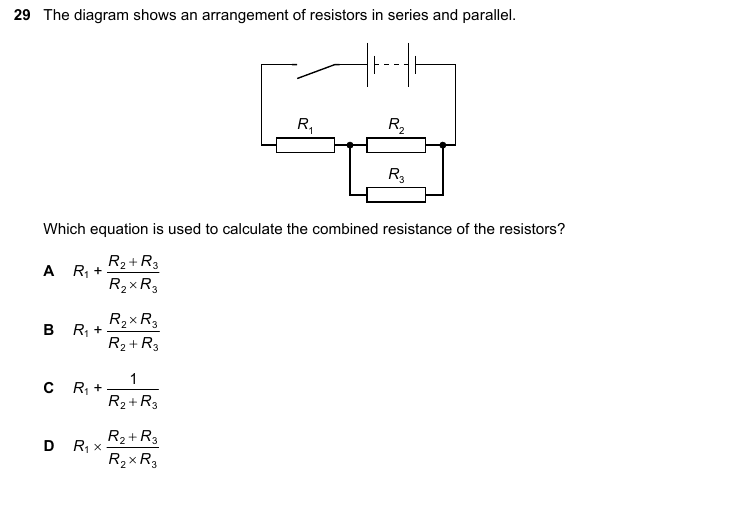 29 The diagram shows an arrangement of resistors in series and parallel.
R₁ R₂
R₃
Which equation is used to calculate the combined resistance of the resistors?
A R₁ + (R₂ + R₃)/(R₂ × R₃)
B R₁ + (R₂ × R₃)/(R₂ + R₃)
C R₁ + 1/(R₂ + R₃)
D R₁ × (R₂ + R₃)/(R₂ × R₃)